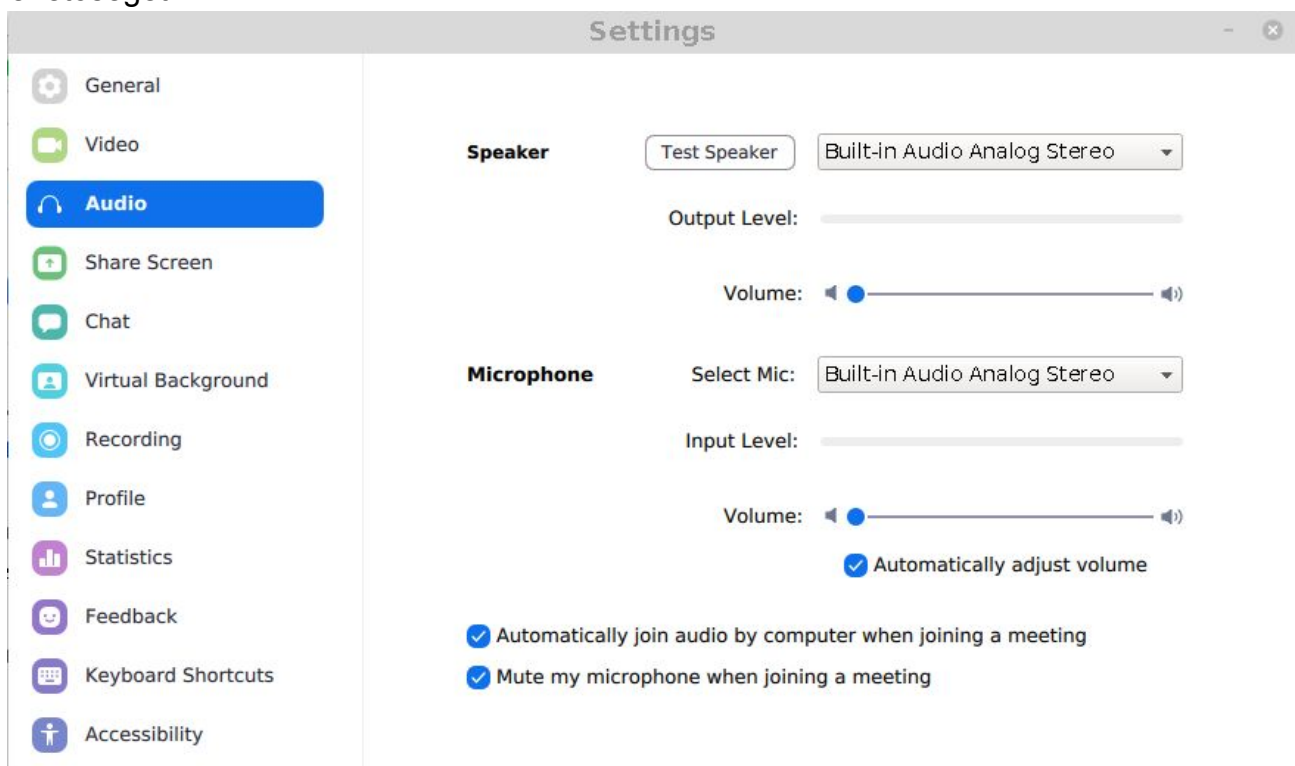 Settings
General
Video
Audio
Share Screen
Chat
Virtual Background
Recording
Profile
Statistics
Feedback
Keyboard Shortcuts
Accessibility
Speaker Test Speaker Built-in Audio Analog Stereo
Output Level:
Volume:
Microphone Select Mic: Built-in Audio Analog Stereo
Input Level:
Volume:
Automatically adjust volume
Automatically join audio by computer when joining a meeting
Mute my microphone when joining a meeting